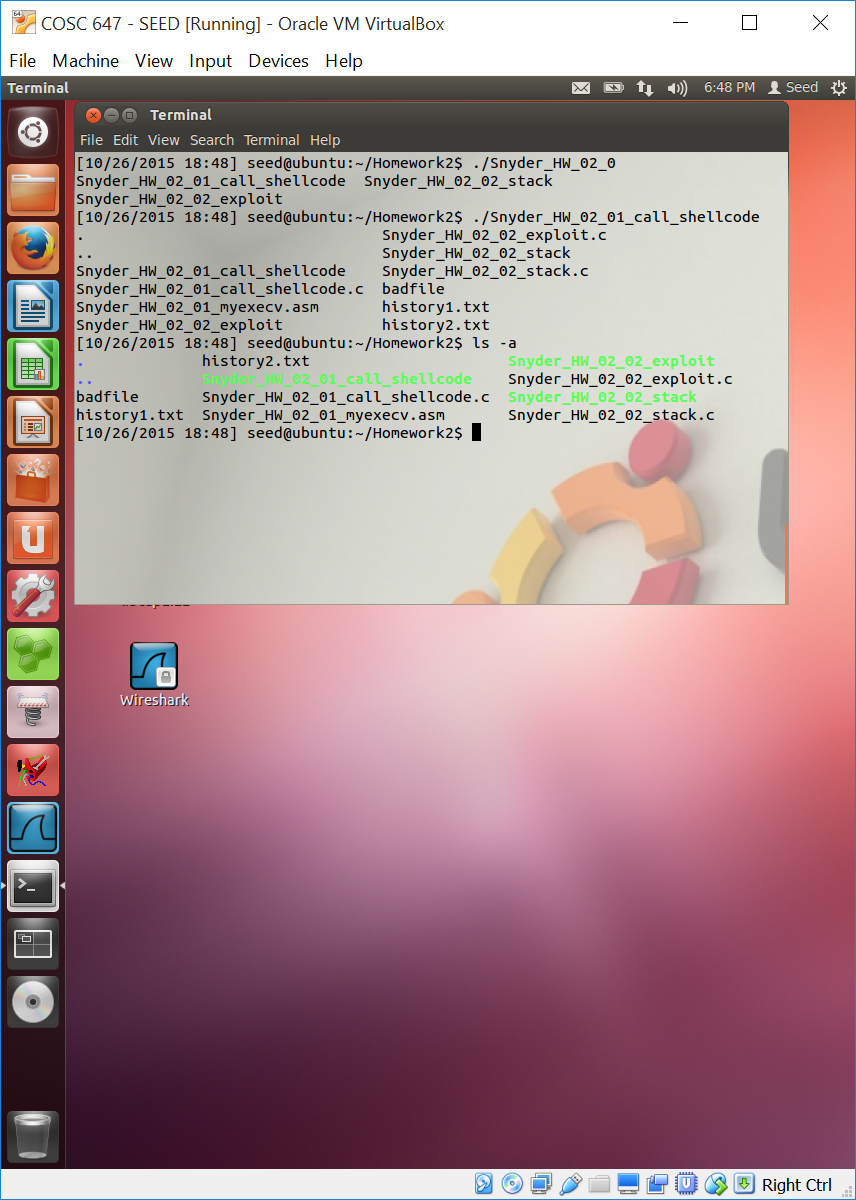 COSC 647 - SEED [Running] - Oracle VM VirtualBox
File Machine View Input Devices Help
Terminal 6:48 PM Seed
Terminal
File Edit View Search Terminal Help
[10/26/2015 18:48] seed@ubuntu:~/Homework2$ ./Snyder_HW_02_0
Snyder_HW_02_01_call_shellcode  Snyder_HW_02_02_stack
Snyder_HW_02_02_exploit
[10/26/2015 18:48] seed@ubuntu:~/Homework2$ ./Snyder_HW_02_01_call_shellcode
.                                 Snyder_HW_02_02_exploit.c
..                                Snyder_HW_02_02_stack
Snyder_HW_02_01_call_shellcode    Snyder_HW_02_02_stack.c
Snyder_HW_02_01_call_shellcode.c  badfile
Snyder_HW_02_01_myexecv.asm       history1.txt
Snyder_HW_02_02_exploit           history2.txt
[10/26/2015 18:48] seed@ubuntu:~/Homework2$ ls -a
.             history2.txt                      Snyder_HW_02_02_exploit
..            Snyder_HW_02_01_call_shellcode    Snyder_HW_02_02_exploit.c
badfile       Snyder_HW_02_01_call_shellcode.c  Snyder_HW_02_02_stack
history1.txt  Snyder_HW_02_01_myexecv.asm       Snyder_HW_02_02_stack.c
[10/26/2015 18:48] seed@ubuntu:~/Homework2$
Wireshark
Right Ctrl